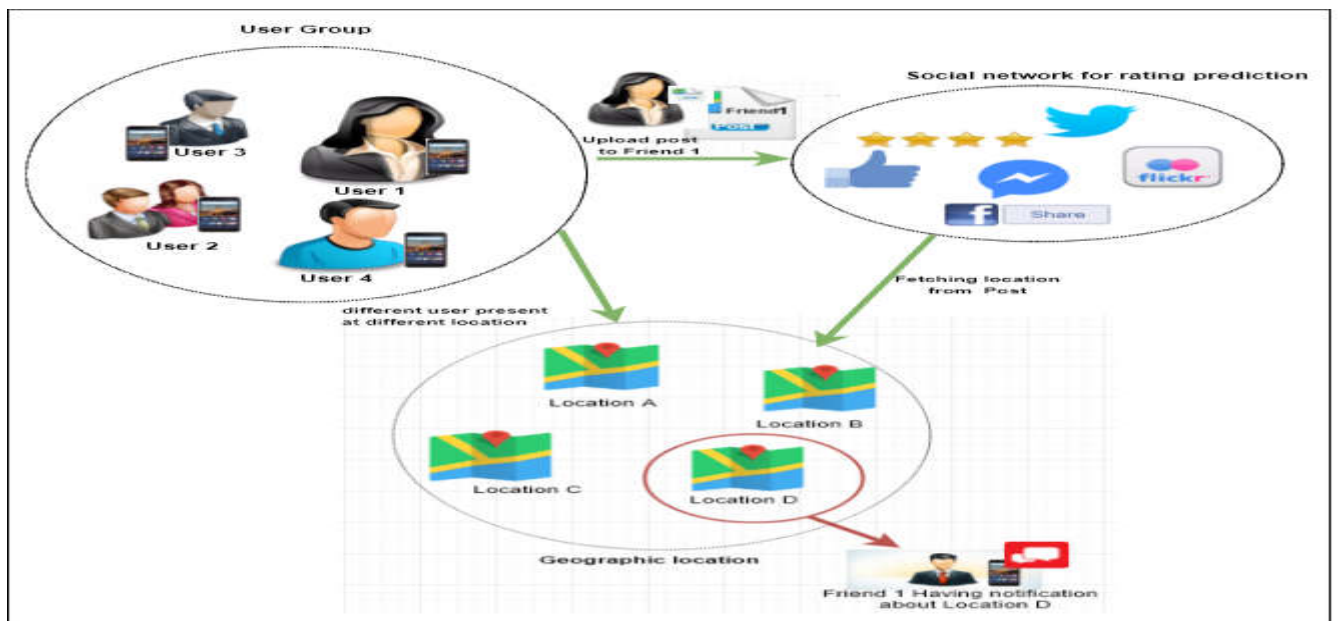 User Group
User 3
User 1
User 2
User 4
Friend1
Post
Upload post
to Friend 1
Social network for rating prediction
flickr
f
Share
Fetching location
from Post
different user present
at different location
Location A
Location B
Location C
Location D
Geographic location
Friend 1 Having notification
about Location D